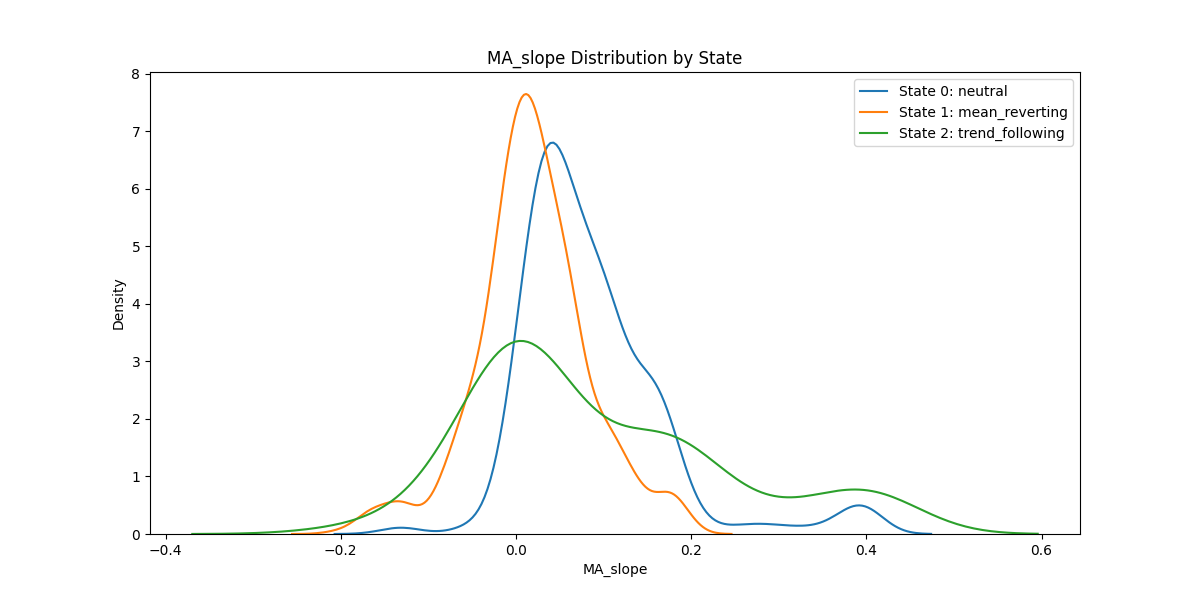 MA_slope Distribution by State
8
7
6
5
4
3
2
1
0
Density
State 0: neutral
State 1: mean_reverting
State 2: trend_following
−0.4
−0.2
0.0
0.2
0.4
0.6
MA_slope